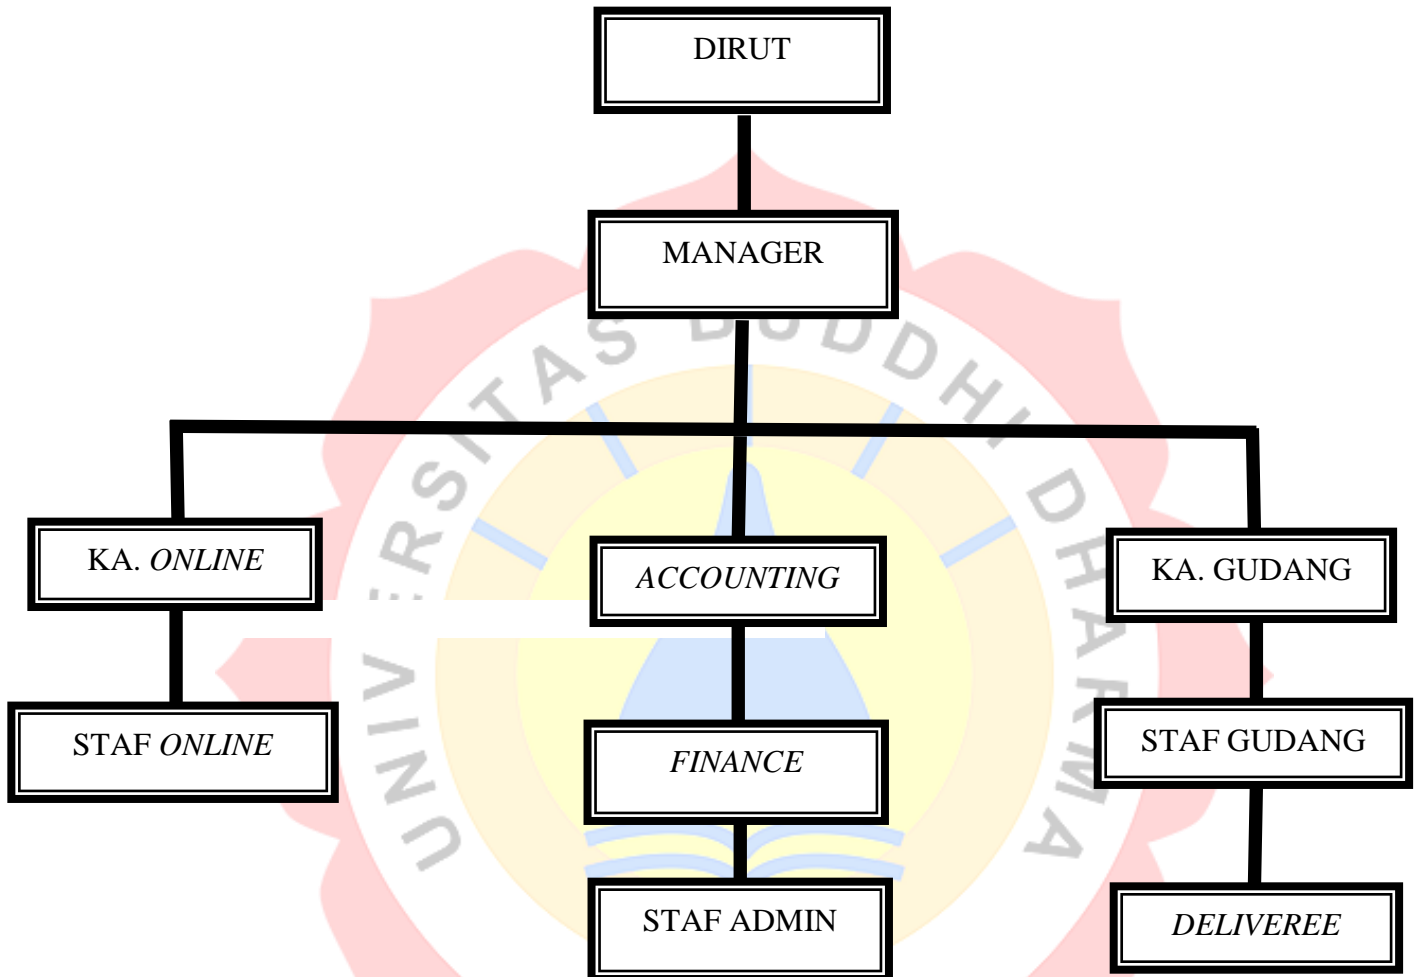 DIRUT
MANAGER
UNIVERSITAS BUDDHI DHARMA
KA. ONLINE
ACCOUNTING
KA. GUDANG
STAF ONLINE
FINANCE
STAF GUDANG
STAF ADMIN
DELIVEREE